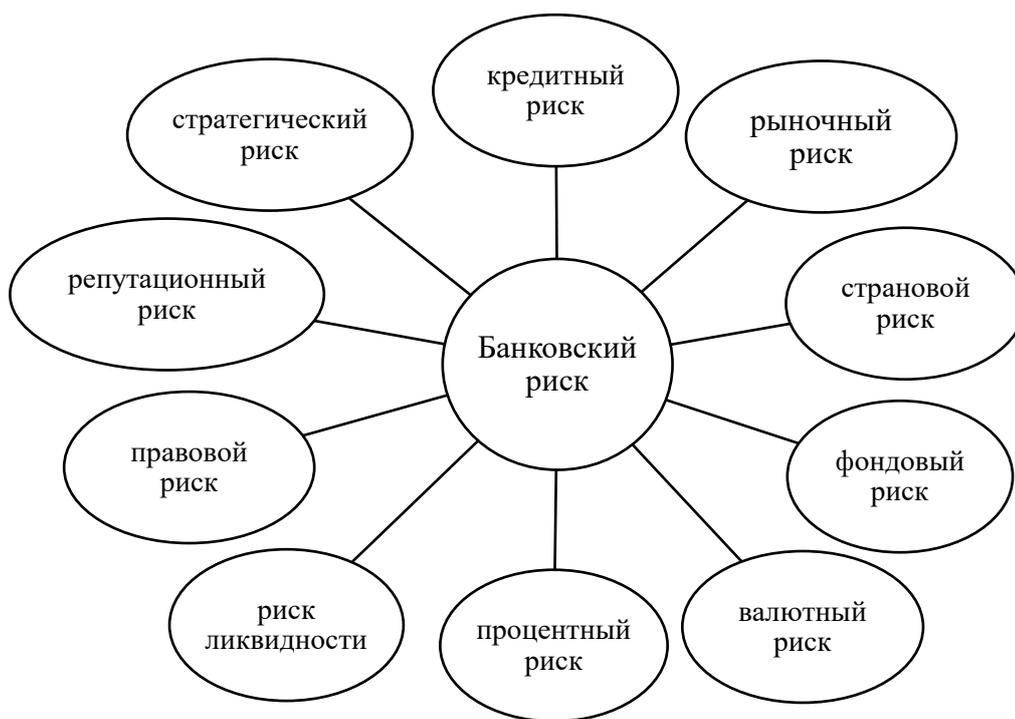 кредитный
риск
стратегический
риск
рыночный
риск
репутационный
риск
страновой
риск
Банковский
риск
правовой
риск
фондовый
риск
риск
ликвидности
процентный
риск
валютный
риск